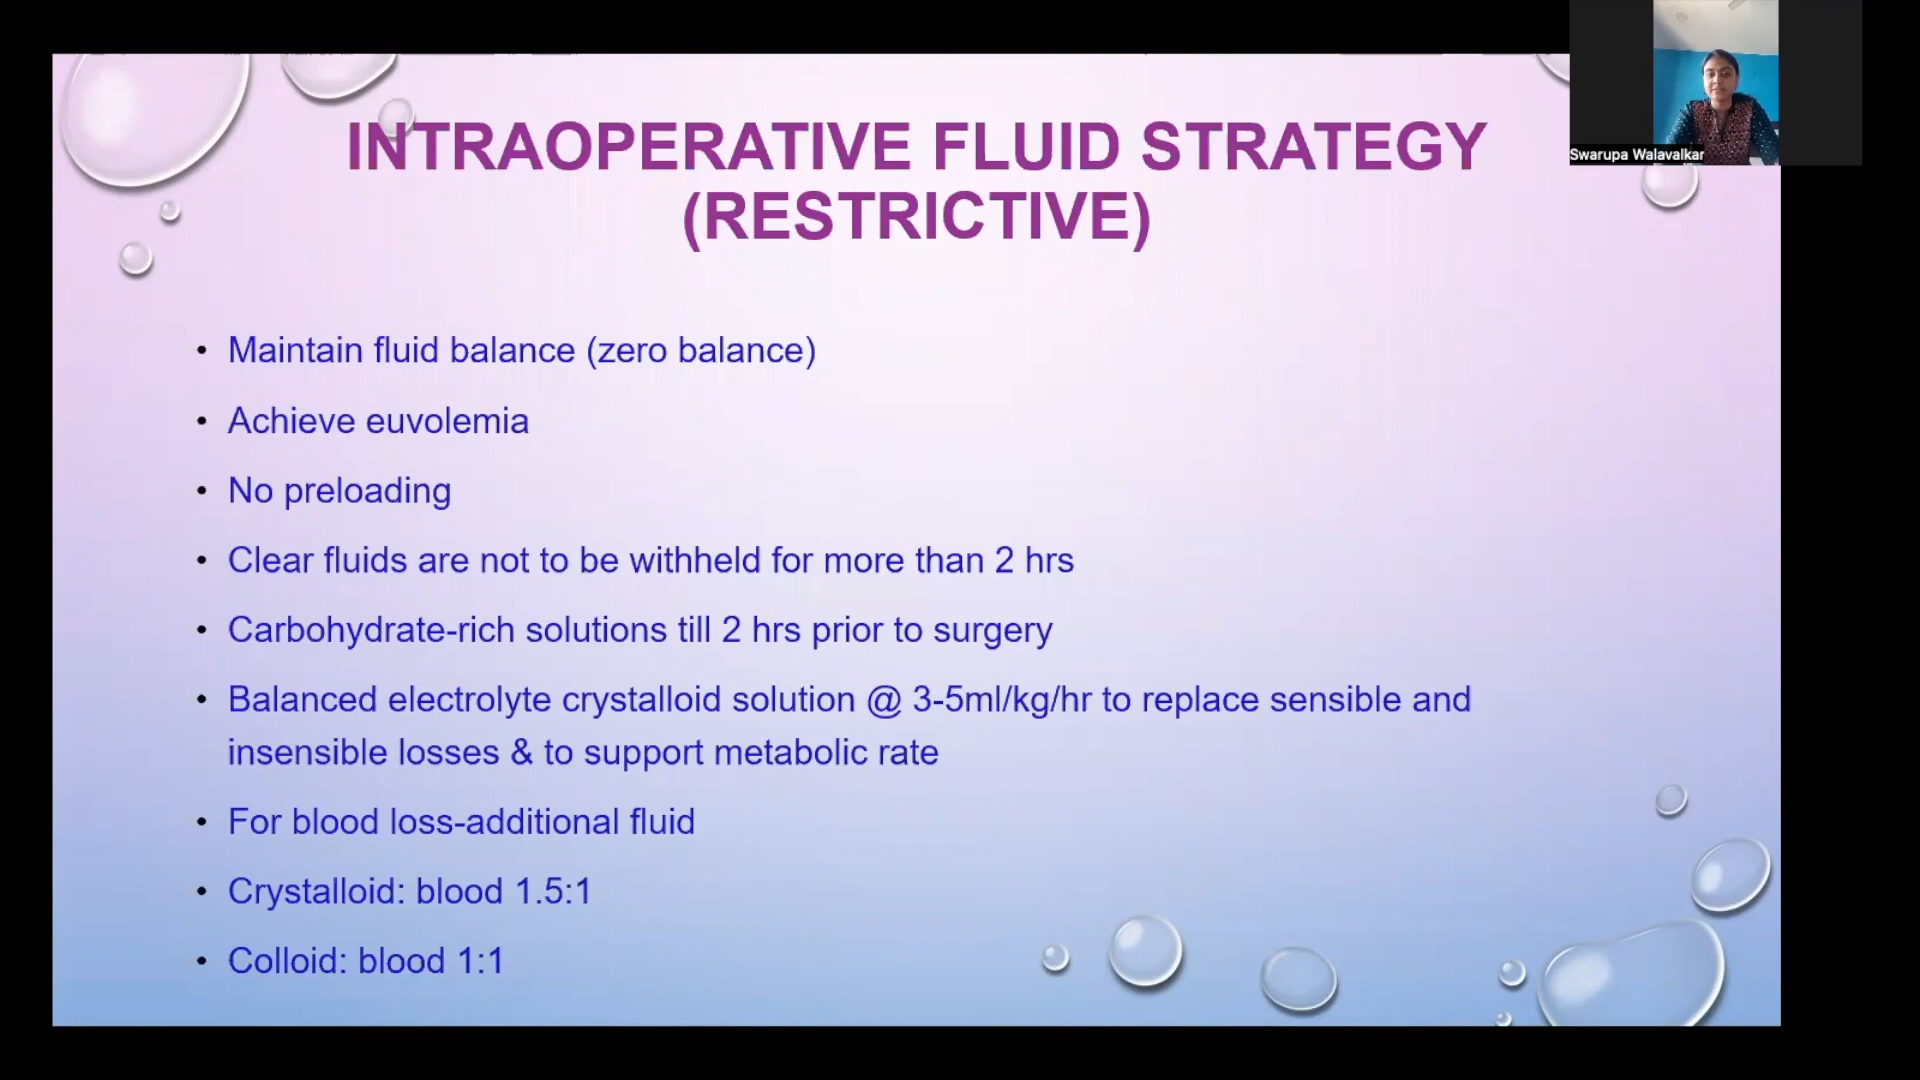 INTRAOPERATIVE FLUID STRATEGY
(RESTRICTIVE)
Swarupa Walavalkar
• Maintain fluid balance (zero balance)
• Achieve euvolemia
• No preloading
• Clear fluids are not to be withheld for more than 2 hrs
• Carbohydrate-rich solutions till 2 hrs prior to surgery
• Balanced electrolyte crystalloid solution @ 3-5ml/kg/hr to replace sensible and
insensible losses & to support metabolic rate
• For blood loss-additional fluid
• Crystalloid: blood 1.5:1
• Colloid: blood 1:1